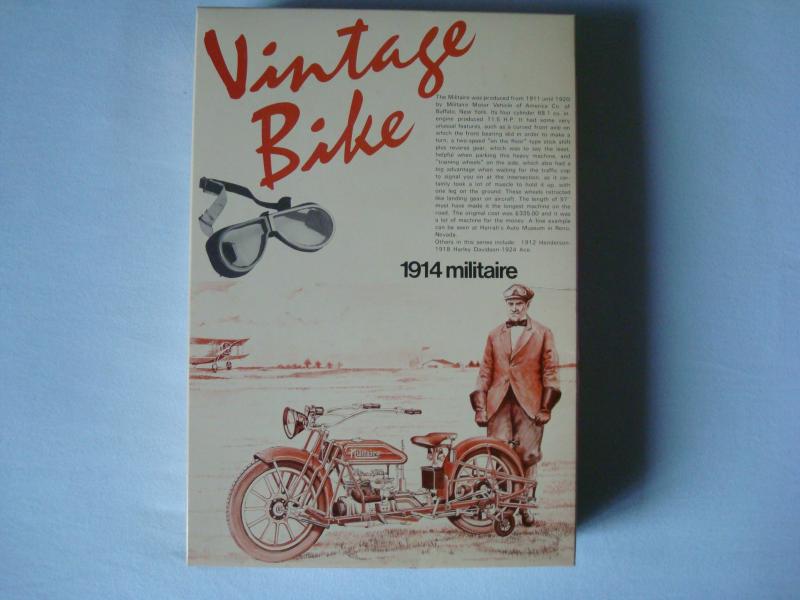 Vintage
Bike
The Militaire was produced from 1911 until 1920
by Militaire Motor Vehicle of America Co. of
Buffalo, New York. Its four cylinder 68.1 cu. in.
engine produced 11.5 H.P. It had some very
unusual features, such as a curved front axle on
which the front bearing slid in order to make a
turn, a two-speed "on the floor" type stick shift
plus reverse gear, which was to say the least,
helpful when parking this heavy machine, and
"training wheels" on the side, which also had a
big advantage when waiting for the traffic cop
to signal you on at the intersection, as it cer-
tainly took a lot of muscle to hold it up, with
one leg on the ground. These wheels retracted
like landing gear on aircraft. The length of 97"
must have made it the longest machine on the
road. The original cost was $335.00 and it was
a lot of machine for the money. A fine example
can be seen at Harrah's Auto Museum in Reno,
Nevada.
Others in this series include: 1912 Henderson-
1918 Harley Davidson-1924 Ace.
1914 militaire
Militaire